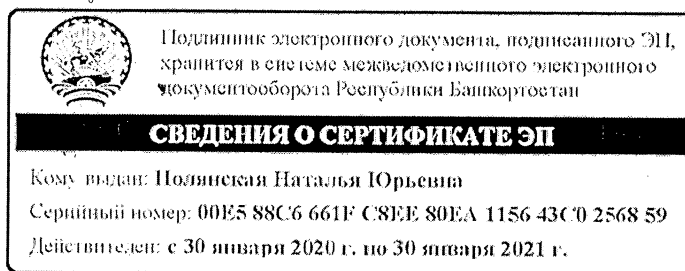 Подлинник электронного документа, подписанного ЭП,
хранится в системе межведомственного электронного
документооборота Республики Башкортостан
СВЕДЕНИЯ О СЕРТИФИКАТЕ ЭП
Кому выдан: Полянская Наталья Юрьевна
Серийный номер: 00E5 88C6 661F C8EE 80EA 1156 43C0 2568 59
Действителен: с 30 января 2020 г. по 30 января 2021 г.